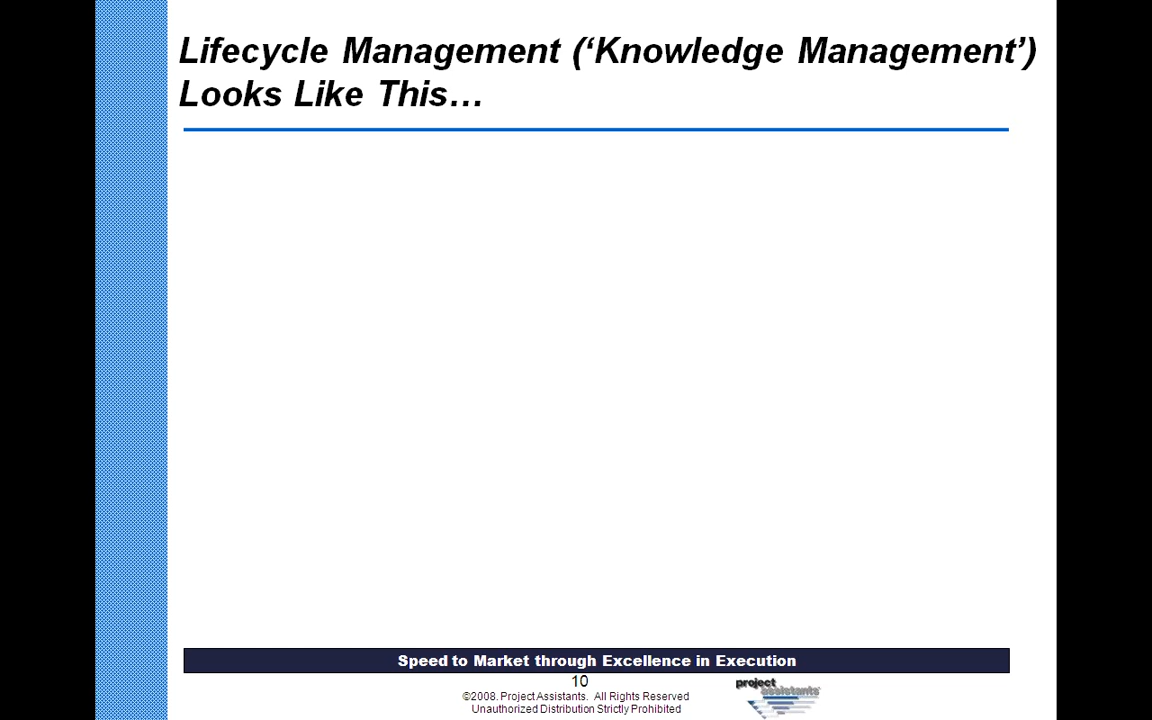 Lifecycle Management (‘Knowledge Management’)
Looks Like This…
Speed to Market through Excellence in Execution
10
©2008. Project Assistants. All Rights Reserved
Unauthorized Distribution Strictly Prohibited
project
assistants